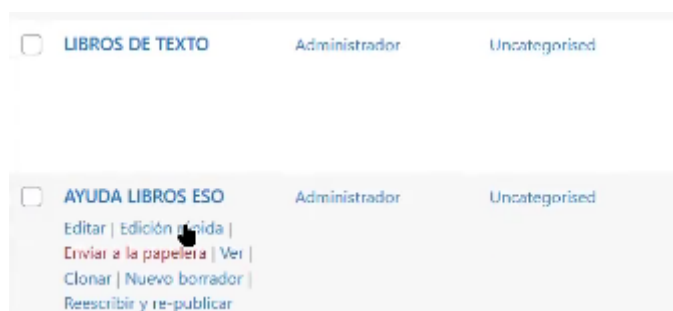 LIBROS DE TEXTO Administrador Uncategorised
AYUDA LIBROS ESO Administrador Uncategorised
Editar | Edición rápida |
Enviar a la papelera | Ver |
Clonar | Nuevo borrador |
Reescribir y re-publicar